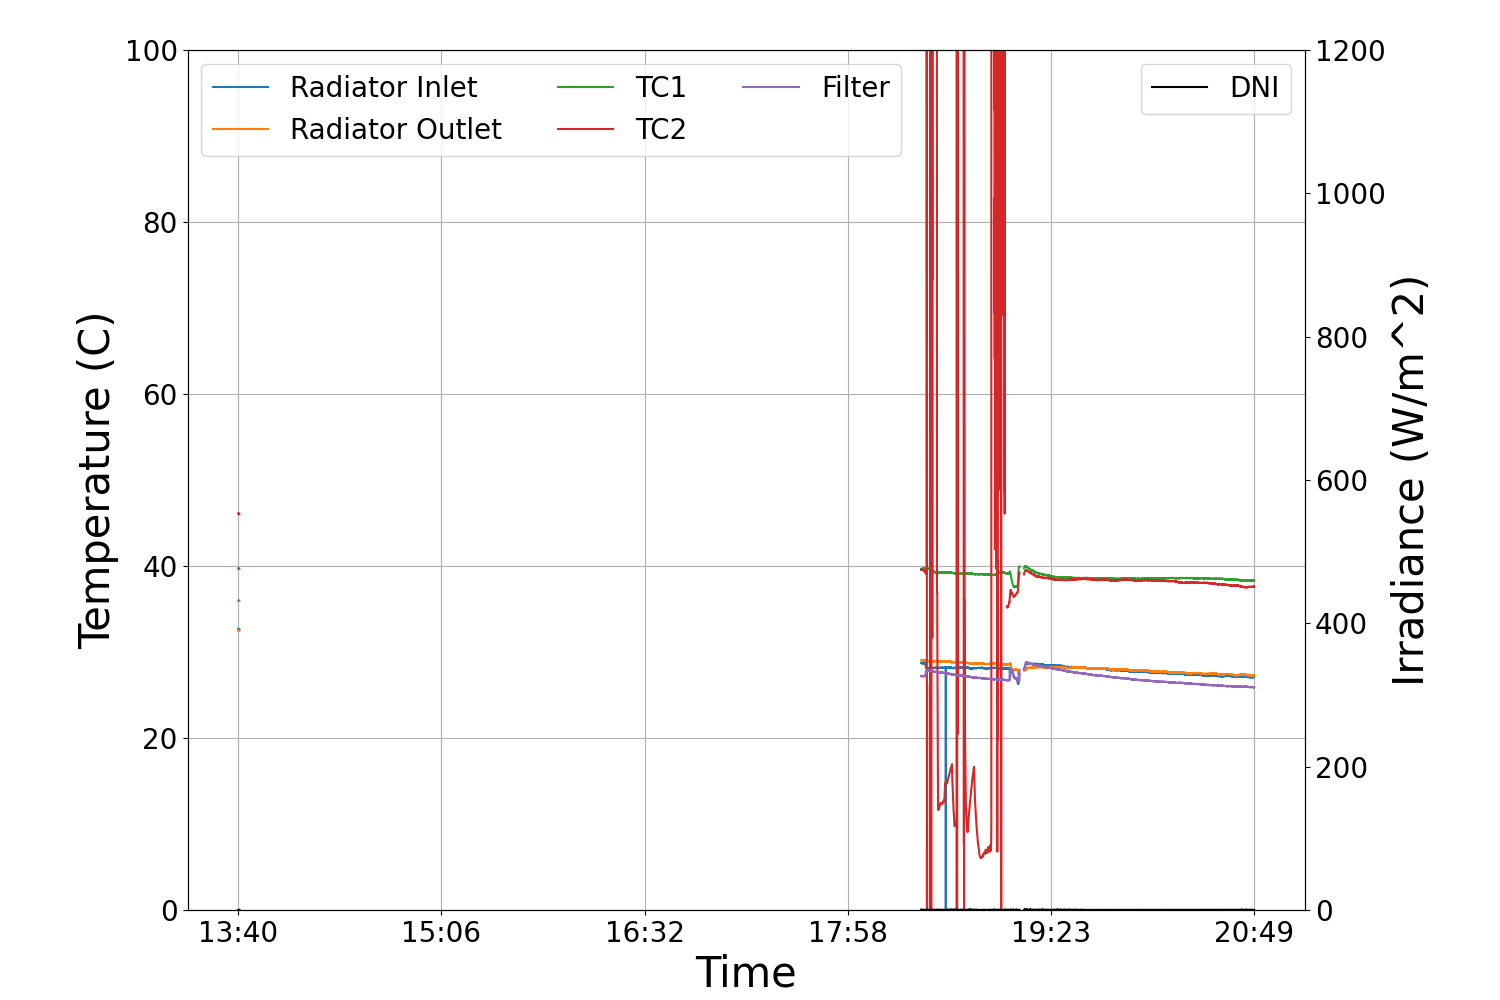 100
80
60
40
20
0
Temperature (C)
Radiator Inlet
Radiator Outlet
TC1
TC2
Filter
DNI
1200
1000
800
600
400
200
0
Irradiance (W/m^2)
13:40 15:06 16:32 17:58 19:23 20:49
Time